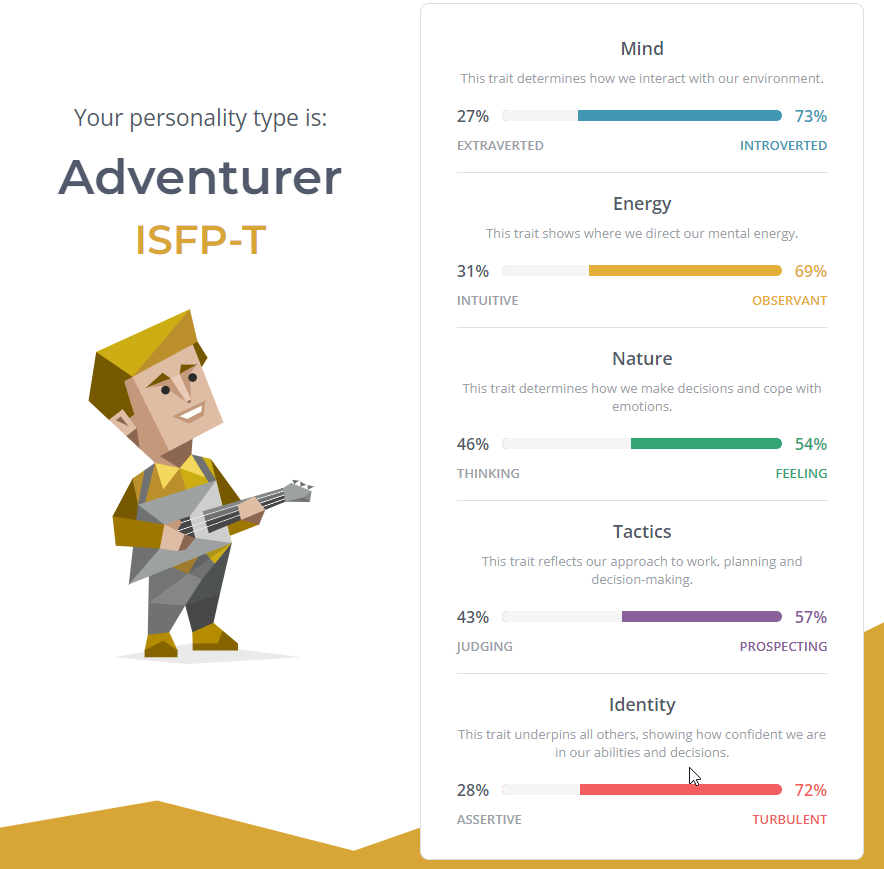 Your personality type is:
Adventurer
ISFP-T
Mind
This trait determines how we interact with our environment.
27% 73%
EXTRAVERTED INTROVERTED
Energy
This trait shows where we direct our mental energy.
31% 69%
INTUITIVE OBSERVANT
Nature
This trait determines how we make decisions and cope with
emotions.
46% 54%
THINKING FEELING
Tactics
This trait reflects our approach to work, planning and
decision-making.
43% 57%
JUDGING PROSPECTING
Identity
This trait underpins all others, showing how confident we are
in our abilities and decisions.
28% 72%
ASSERTIVE TURBULENT